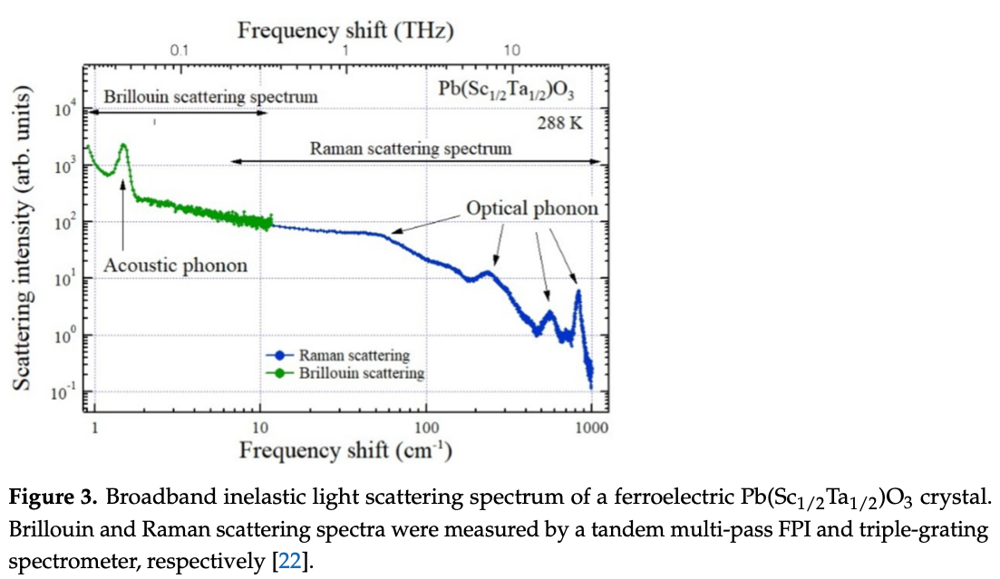 Frequency shift (THz)
0.1 1 10
Brillouin scattering spectrum
Pb(Sc1/2Ta1/2)O3
288 K
Raman scattering spectrum
Optical phonon
Acoustic phonon
Raman scattering
Brillouin scattering
Scattering intensity (arb. units)
10^4
10^3
10^2
10^1
10^0
10^-1
1 10 100 1000
Frequency shift (cm^-1)
Figure 3. Broadband inelastic light scattering spectrum of a ferroelectric Pb(Sc1/2Ta1/2)O3 crystal.
Brillouin and Raman scattering spectra were measured by a tandem multi-pass FPI and triple-grating
spectrometer, respectively [22].